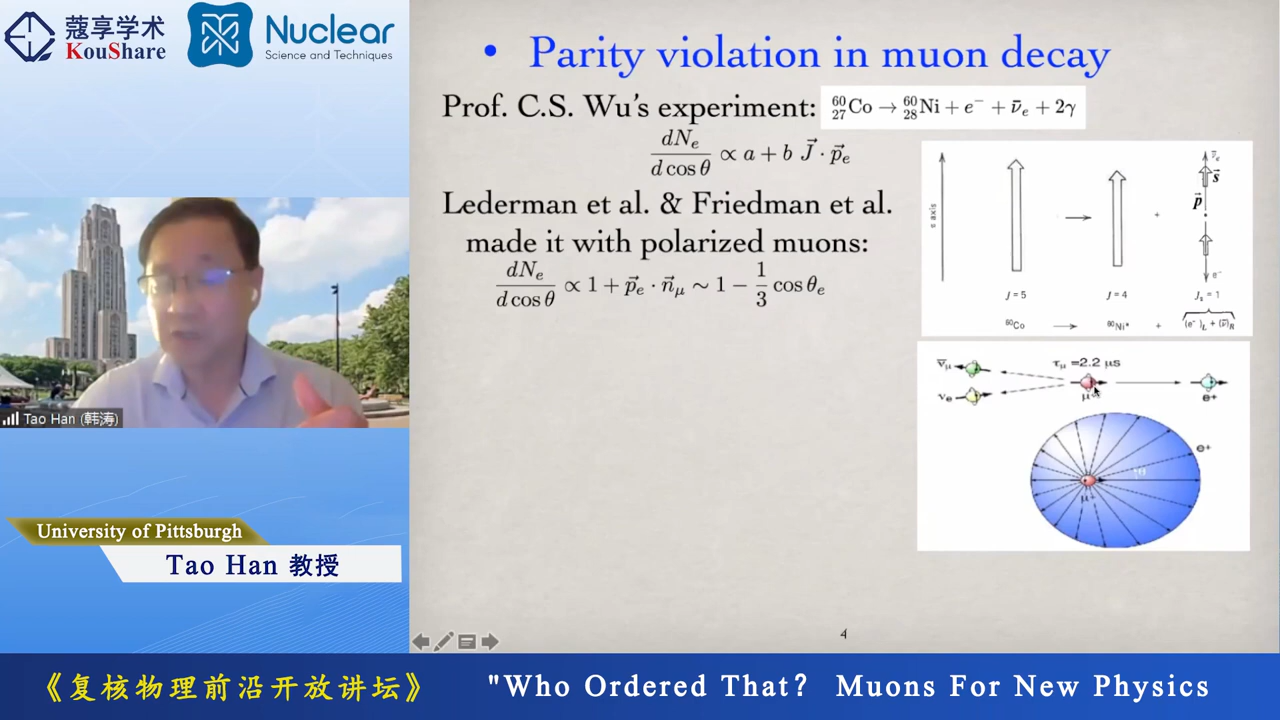 蔻享学术
KouShare
Nuclear
Science and Techniques
• Parity violation in muon decay
Prof. C.S. Wu's experiment: ⁶⁰₂₇Co → ⁶⁰₂₈Ni + e⁻ + ν̄ₑ + 2γ
dNₑ/d cos θ ∝ a + b J⃗ · p⃗ₑ
Lederman et al. & Friedman et al.
made it with polarized muons:
dNₑ/d cos θ ∝ 1 + p⃗ₑ · n⃗_μ ~ 1 − 1/3 cos θₑ
z axis
ν̄ₑ
s⃗
p⃗
→ +
e⁻
J = 5 J = 4 J_z = 1
⁶⁰Co → ⁶⁰Ni* + (e⁻)_L + (ν̄)_R
ν̄_μ τ_μ =2.2 μs
νₑ μ⁺ e+
e+
θ
μ+
Tao Han (韩涛)
University of Pittsburgh
Tao Han 教授
4
《复核物理前沿开放讲坛》
"Who Ordered That? Muons For New Physics